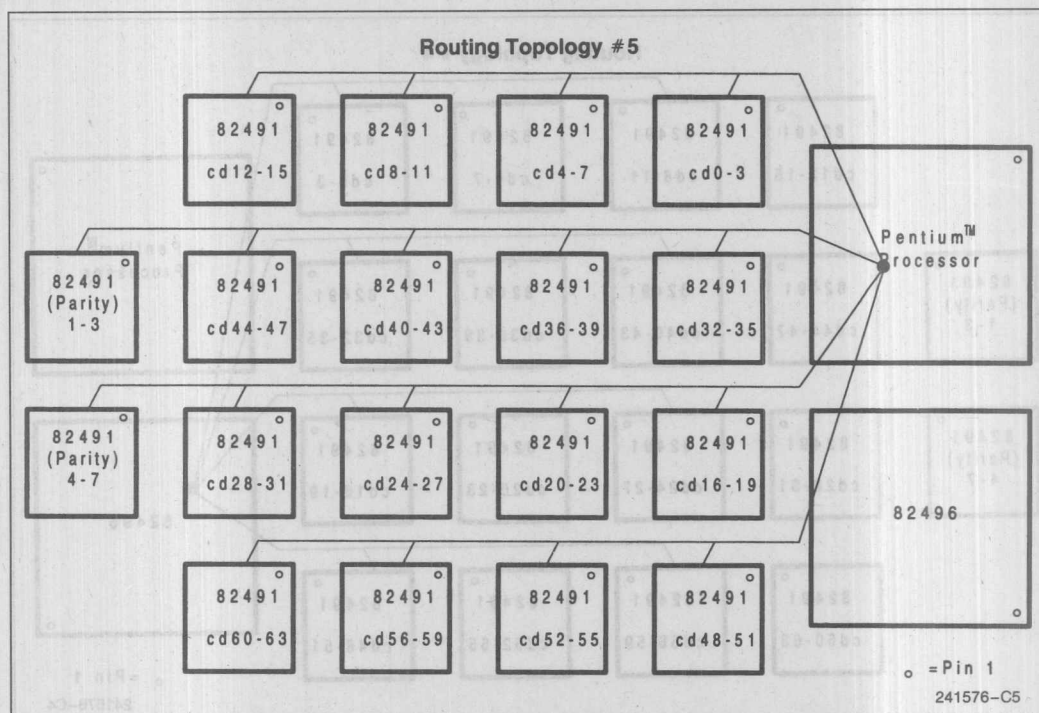 Routing Topology #5
82491
cd12-15
82491
cd8-11
82491
cd4-7
82491
cd0-3
Pentium™
Processor
82491
(Parity)
1-3
82491
cd44-47
82491
cd40-43
82491
cd36-39
82491
cd32-35
82491
(Parity)
4-7
82491
cd28-31
82491
cd24-27
82491
cd20-23
82491
cd16-19
82496
82491
cd60-63
82491
cd56-59
82491
cd52-55
82491
cd48-51
=Pin 1
241576-C5